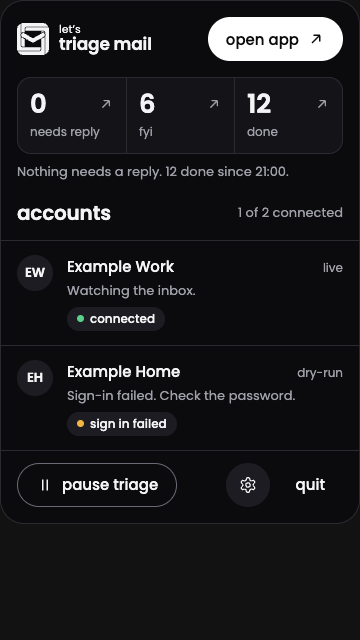 let's
triage mail
open app
0
needs reply
6
fyi
12
done
Nothing needs a reply. 12 done since 21:00.
accounts
1 of 2 connected
EW
Example Work
live
Watching the inbox.
connected
EH
Example Home
dry-run
Sign-in failed. Check the password.
sign in failed
pause triage
quit